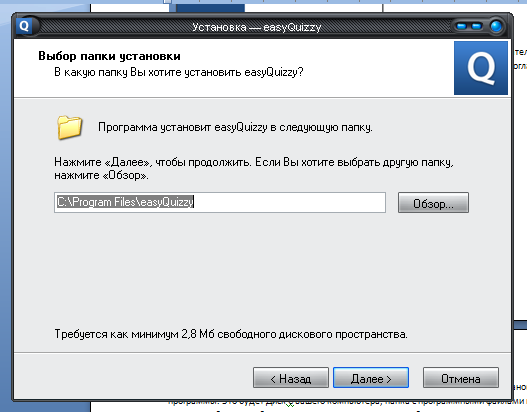 Q
Установка — easyQuizzy
Выбор папки установки
В какую папку Вы хотите установить easyQuizzy?
Q
Программа установит easyQuizzy в следующую папку.
Нажмите «Далее», чтобы продолжить. Если Вы хотите выбрать другую папку,
нажмите «Обзор».
C:\Program Files\easyQuizzy
Обзор...
Требуется как минимум 2,8 Мб свободного дискового пространства.
< Назад
Далее >
Отмена